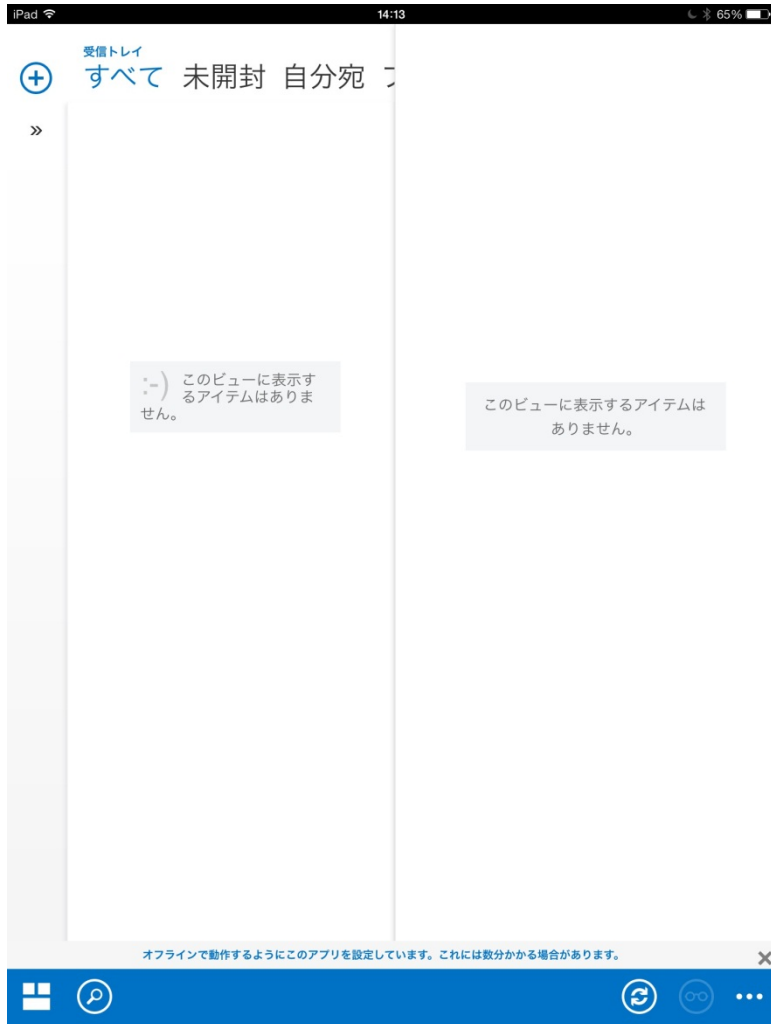 iPad
14:13
65%
受信トレイ
すべて 未開封 自分宛
»
:-) このビューに表示す
るアイテムはありま
せん。
このビューに表示するアイテムは
ありません。
オフラインで動作するようにこのアプリを設定しています。これには数分かかる場合があります。